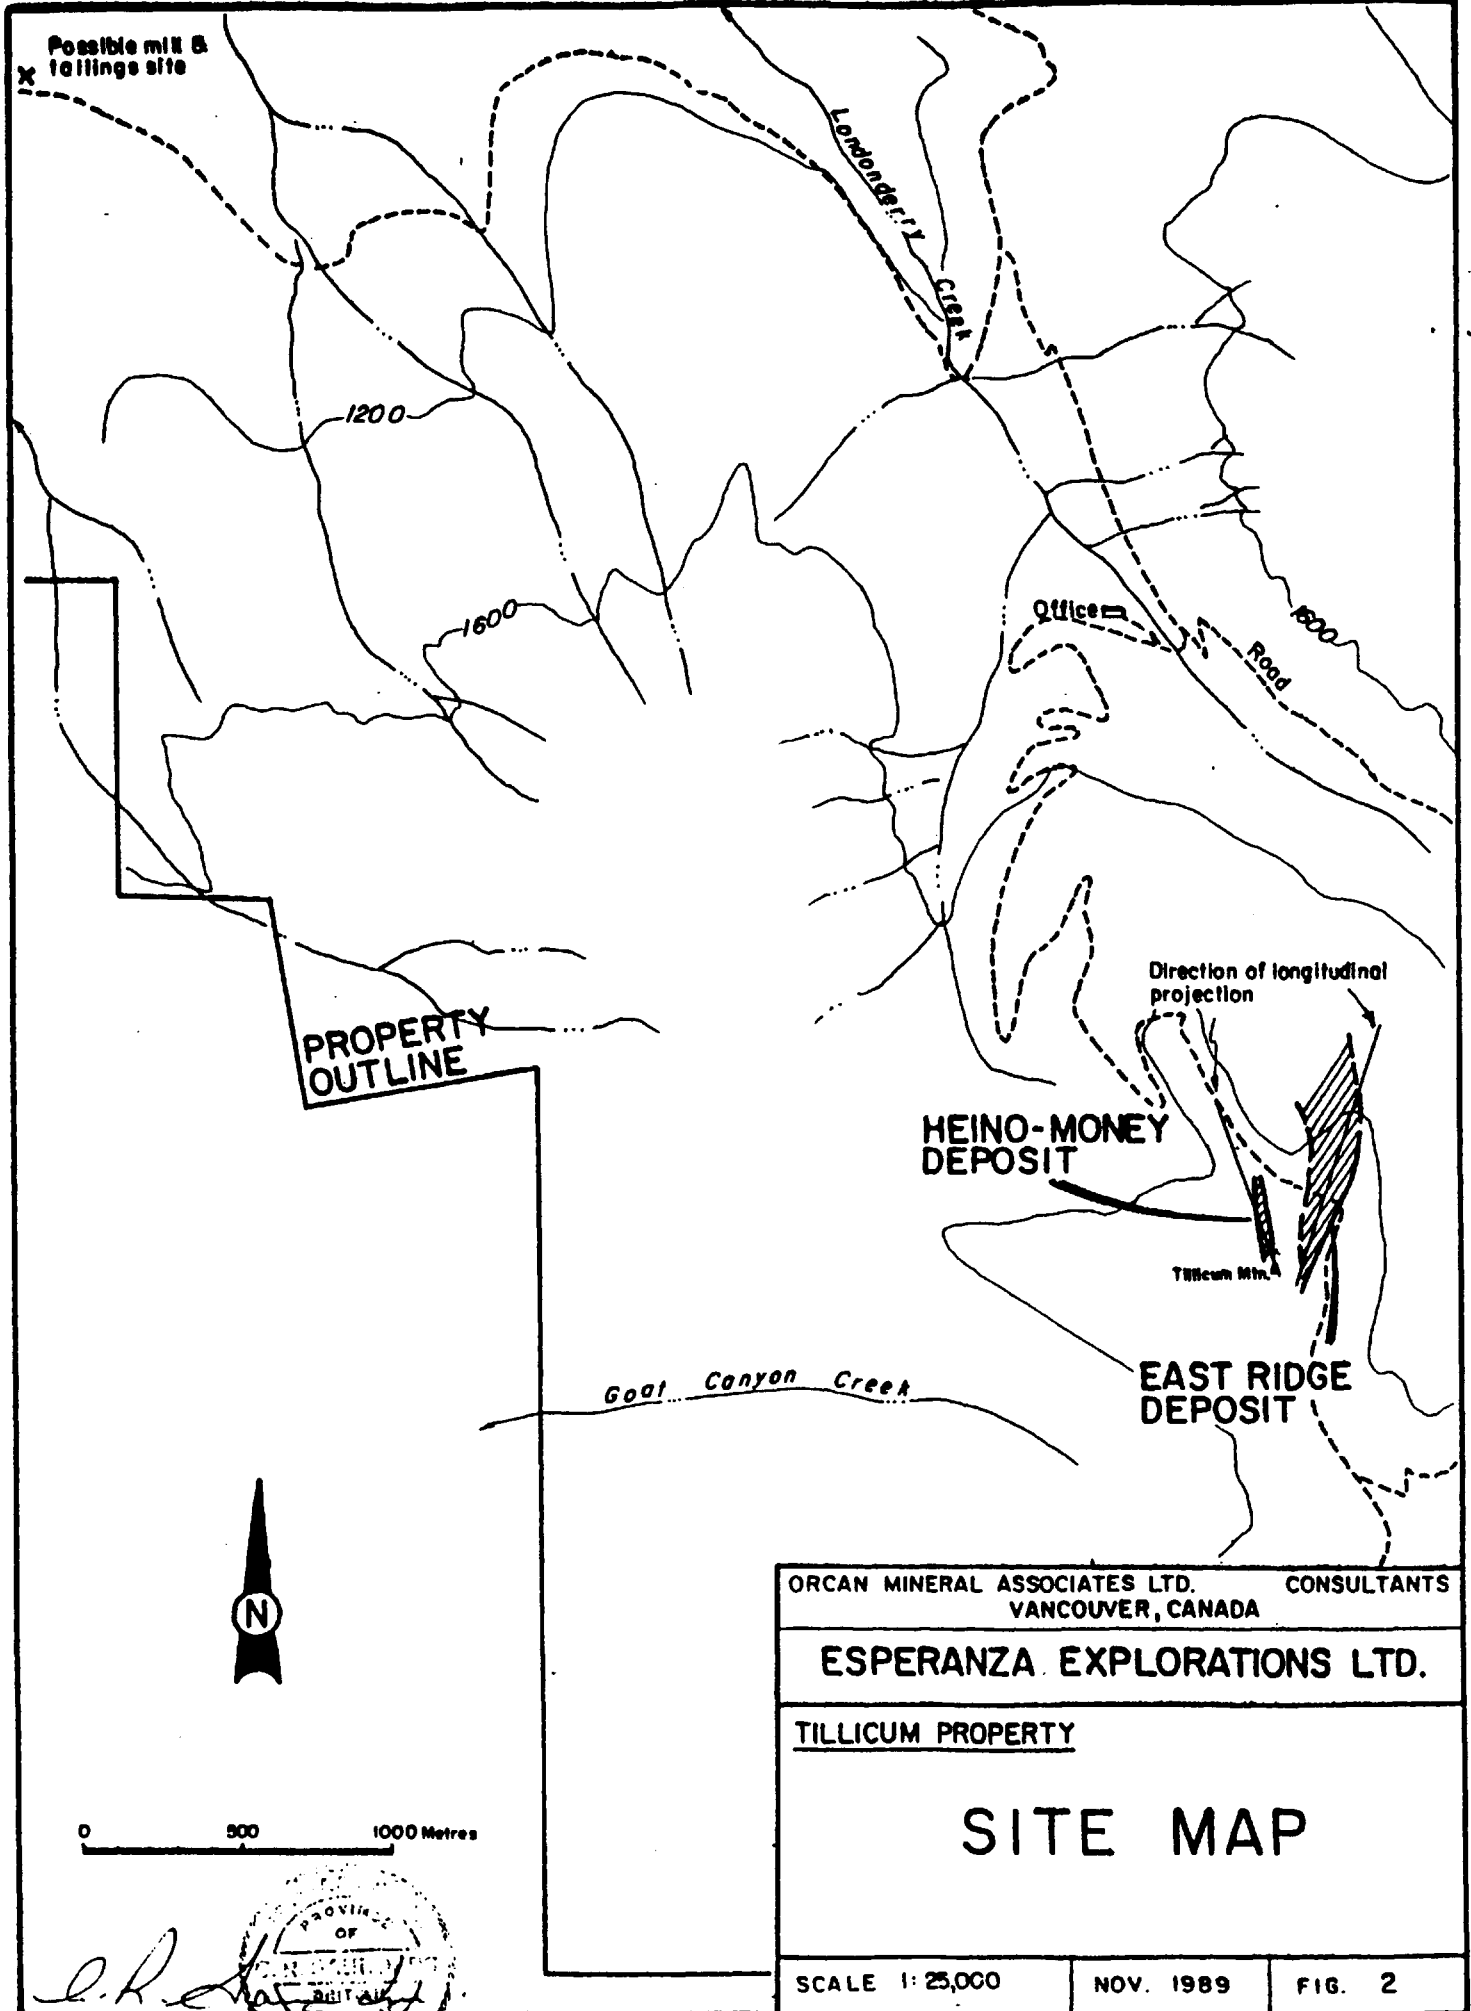 Possible mill &
tailings site
x
Londonderry
Creek
1200
1600
Office
1600
Road
Direction of longitudinal
projection
PROPERTY
OUTLINE
HEINO-MONEY
DEPOSIT
Tillicum Mtn.
EAST RIDGE
DEPOSIT
Goat Canyon Creek
N
0 500 1000 Metres
PROVINCE
OF
ORCAN MINERAL ASSOCIATES LTD. CONSULTANTS
VANCOUVER, CANADA
ESPERANZA EXPLORATIONS LTD.
TILLICUM PROPERTY
SITE MAP
SCALE 1:25,000
NOV. 1989
FIG. 2